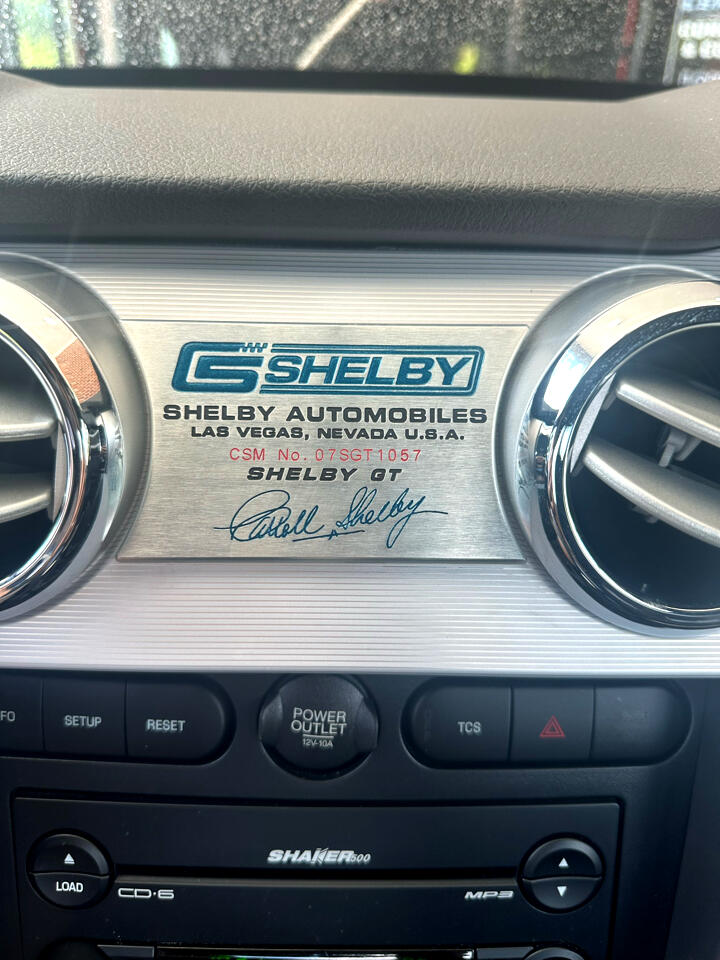 CS SHELBY
SHELBY AUTOMOBILES
LAS VEGAS, NEVADA U.S.A.
CSM No. 07SGT1057
SHELBY GT
Carroll Shelby
FO
SETUP
RESET
POWER
OUTLET
12V-10A
TCS
SHAKER500
LOAD
CD·6
MP3